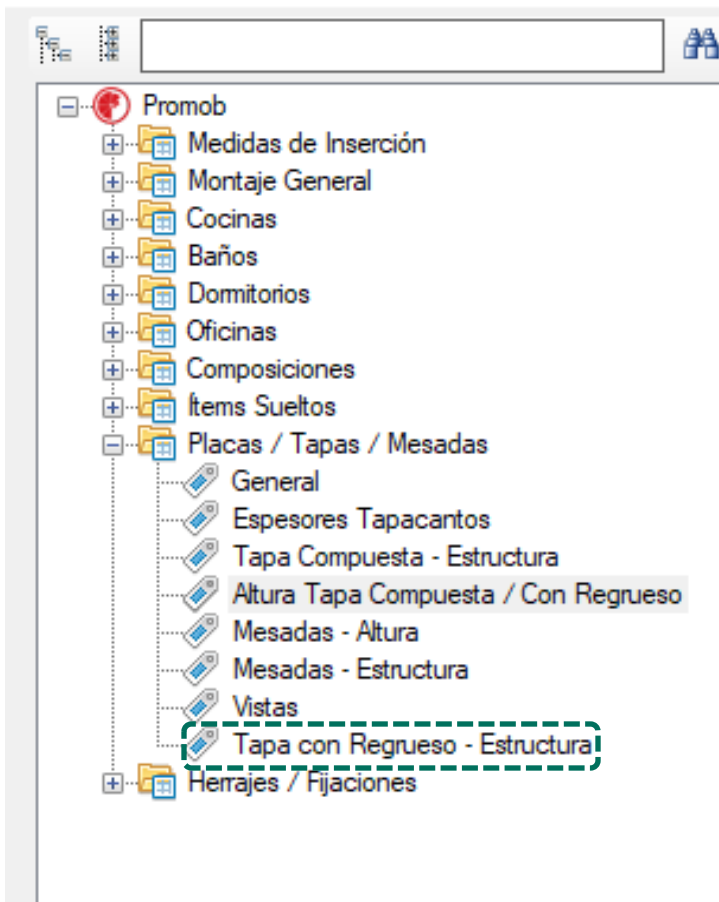 Promob
Medidas de Inserción
Montaje General
Cocinas
Baños
Dormitorios
Oficinas
Composiciones
Ítems Sueltos
Placas / Tapas / Mesadas
General
Espesores Tapacantos
Tapa Compuesta - Estructura
Altura Tapa Compuesta / Con Regrueso
Mesadas - Altura
Mesadas - Estructura
Vistas
Tapa con Regrueso - Estructura
Herrajes / Fijaciones